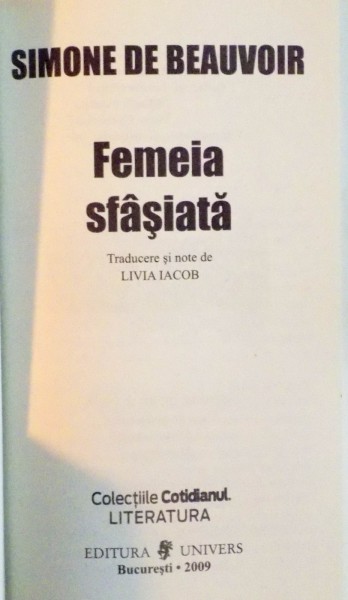 SIMONE DE BEAUVOIR
Femeia
sfâşiată
Traducere şi note de
LIVIA IACOB
Colecţiile Cotidianul.
LITERATURA
EDITURA UNIVERS
Bucureşti • 2009